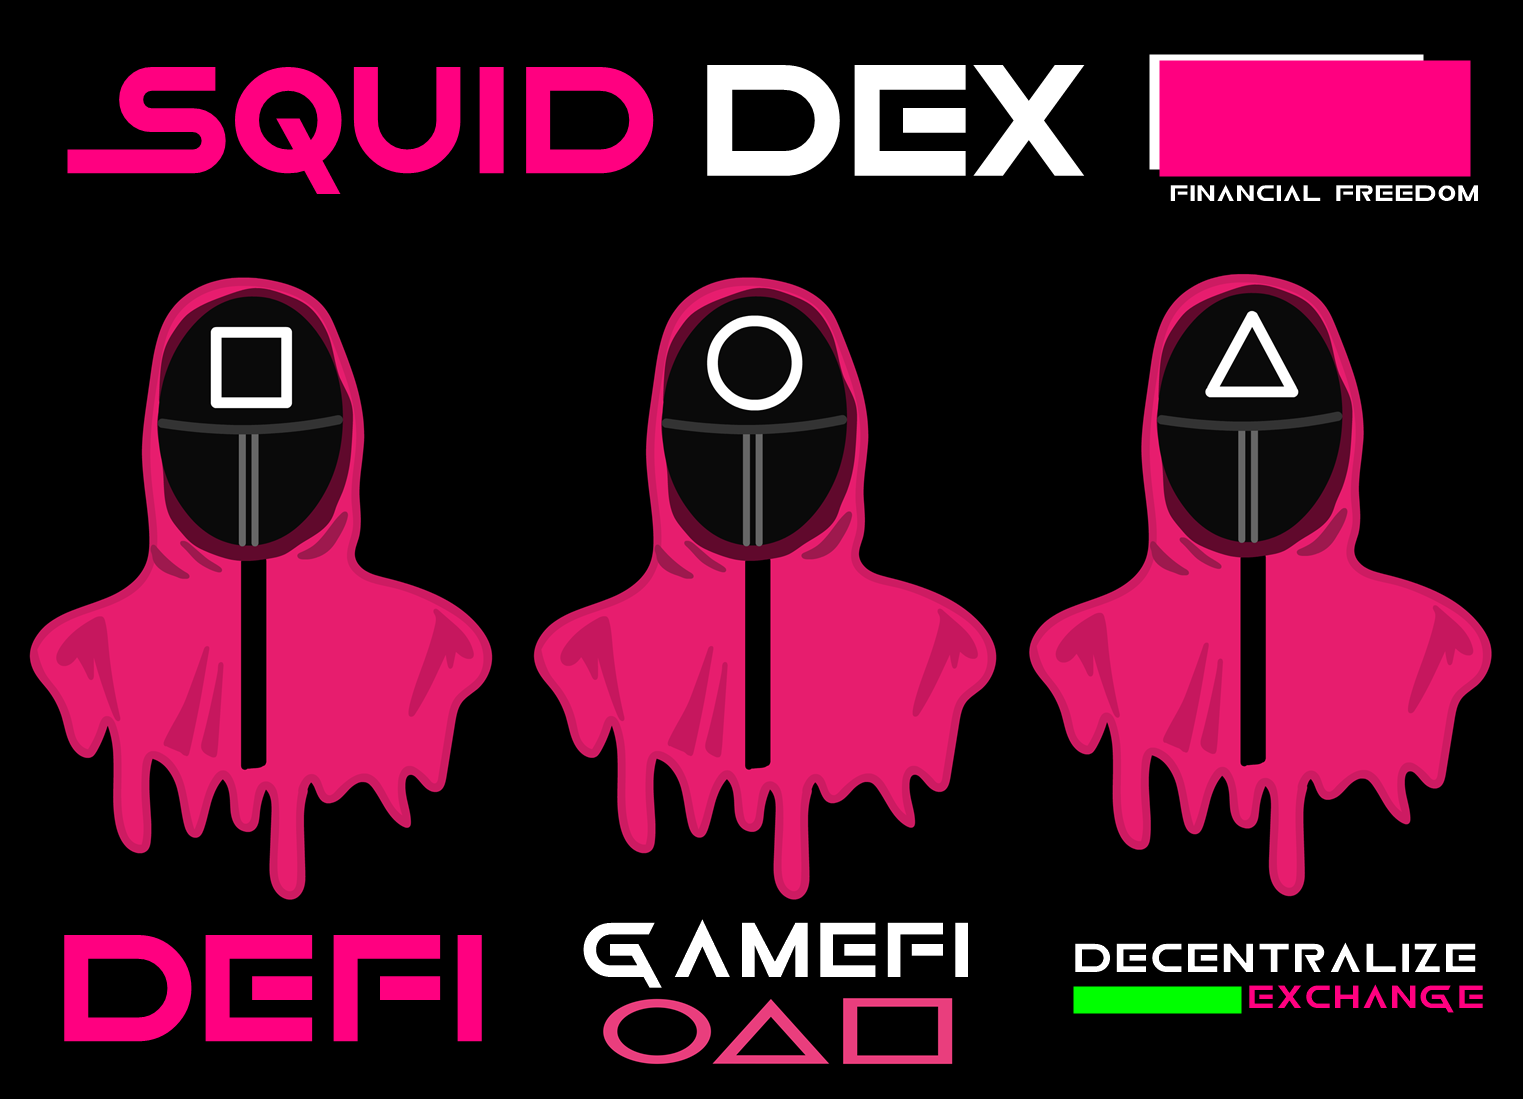 SQUID DEX
FINANCIAL FREEDOM
DEFI
GAMEFI
DECENTRALIZE
EXCHANGE